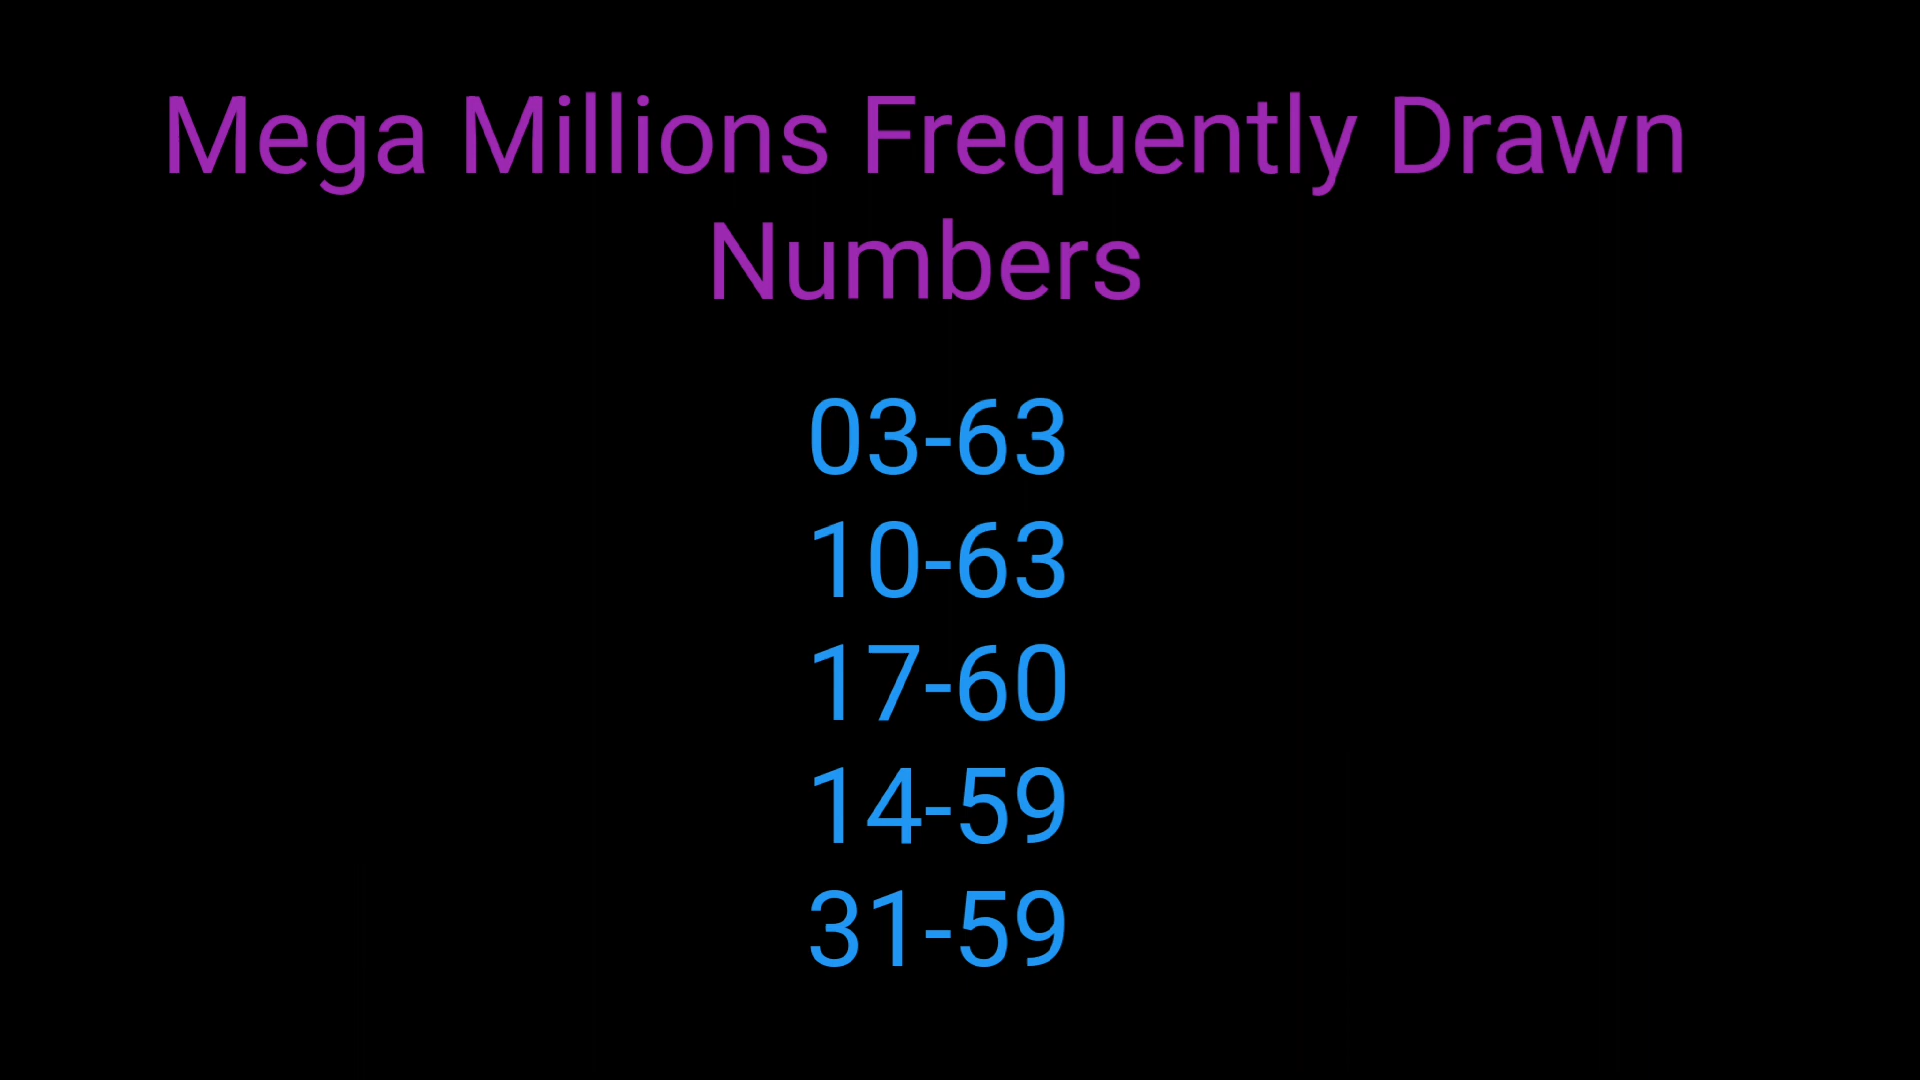 Mega Millions Frequently Drawn
Numbers
03-63
10-63
17-60
14-59
31-59